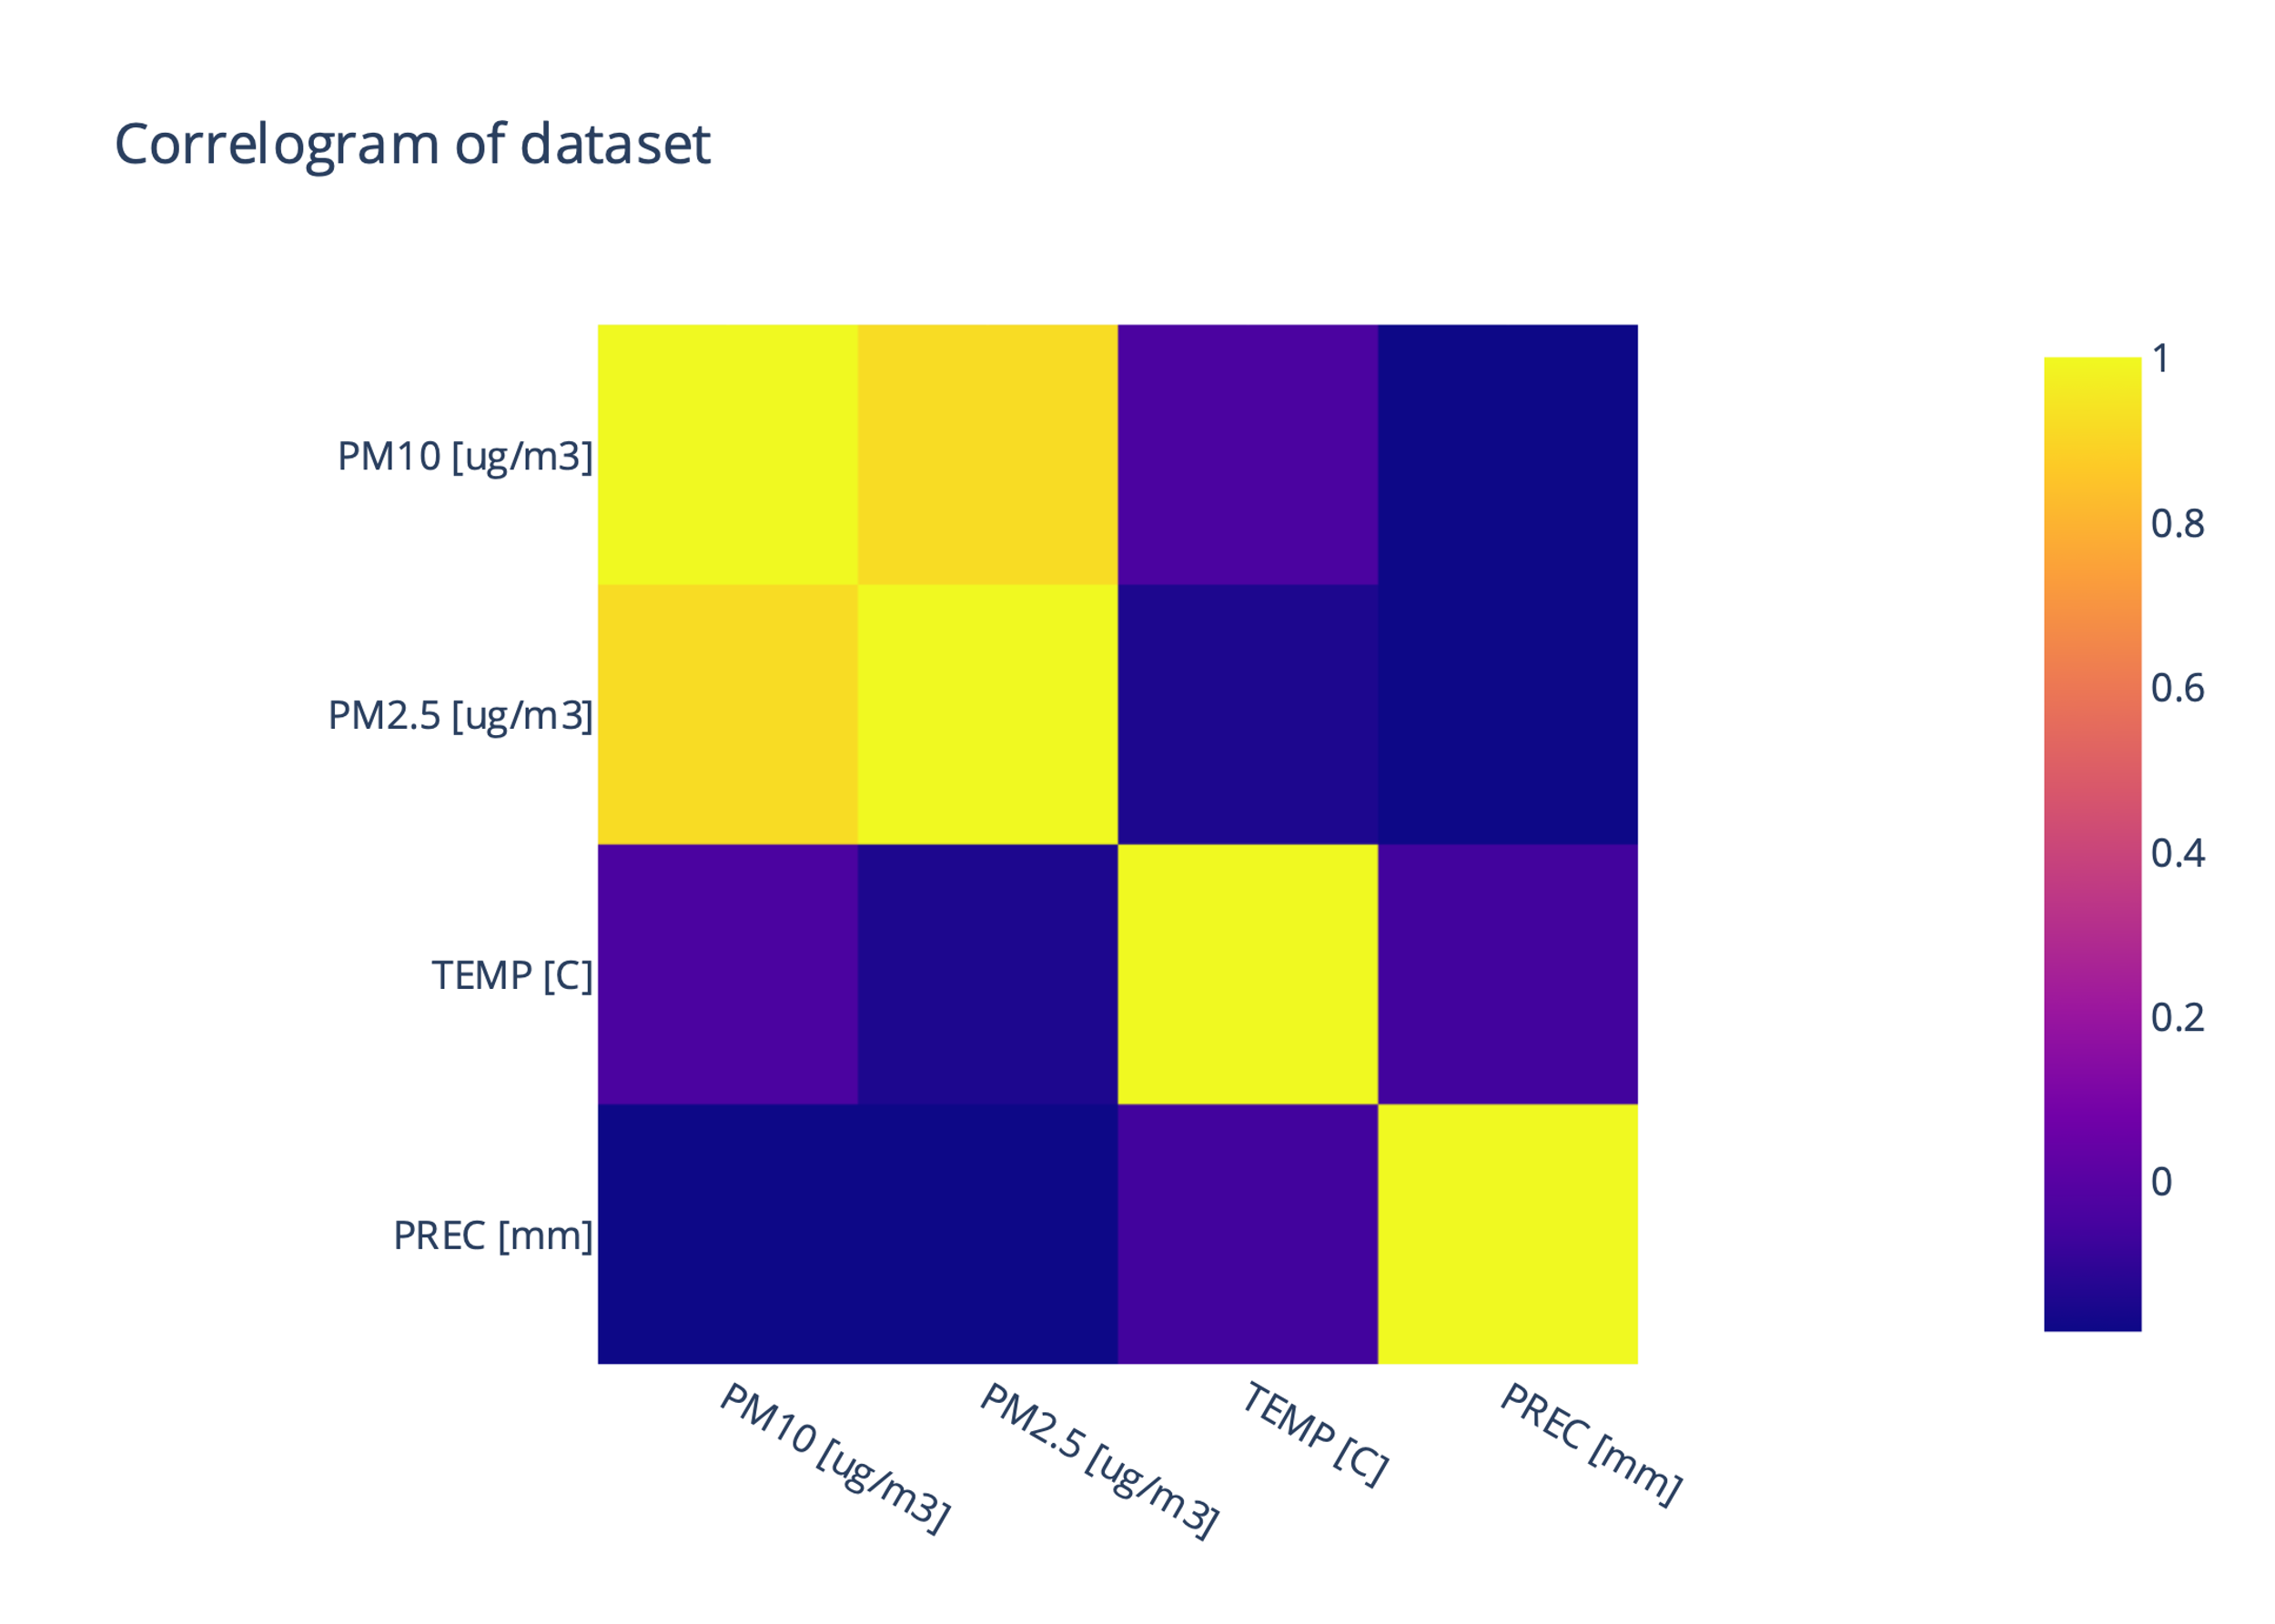 Correlogram of dataset
PM10 [ug/m3]
PM2.5 [ug/m3]
TEMP [C]
PREC [mm]
PM10 [ug/m3]
PM2.5 [ug/m3]
TEMP [C]
PREC [mm]
1
0.8
0.6
0.4
0.2
0